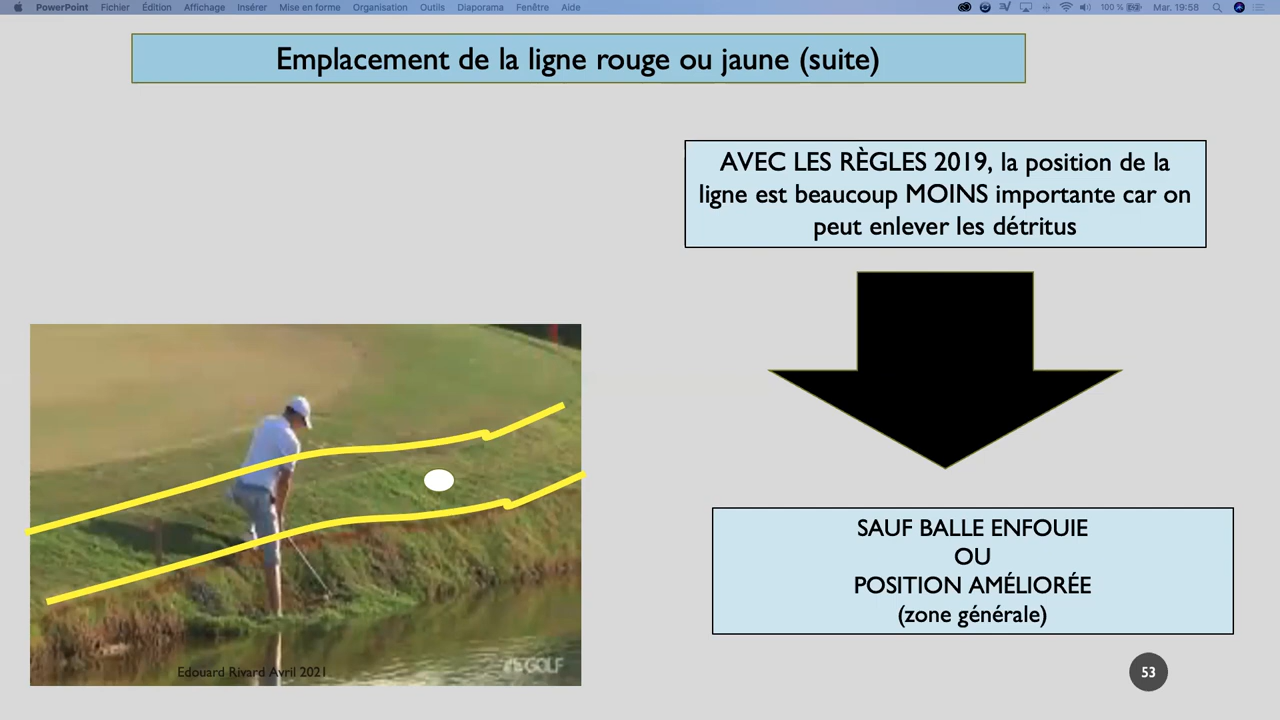 PowerPoint Fichier Édition Affichage Insérer Mise en forme Organisation Outils Diaporama Fenêtre Aide 100 % Mar. 19:58
Emplacement de la ligne rouge ou jaune (suite)
AVEC LES RÈGLES 2019, la position de la
ligne est beaucoup MOINS importante car on
peut enlever les détritus
SAUF BALLE ENFOUIE
OU
POSITION AMÉLIORÉE
(zone générale)
Edouard Rivard Avril 2021
GOLF
53